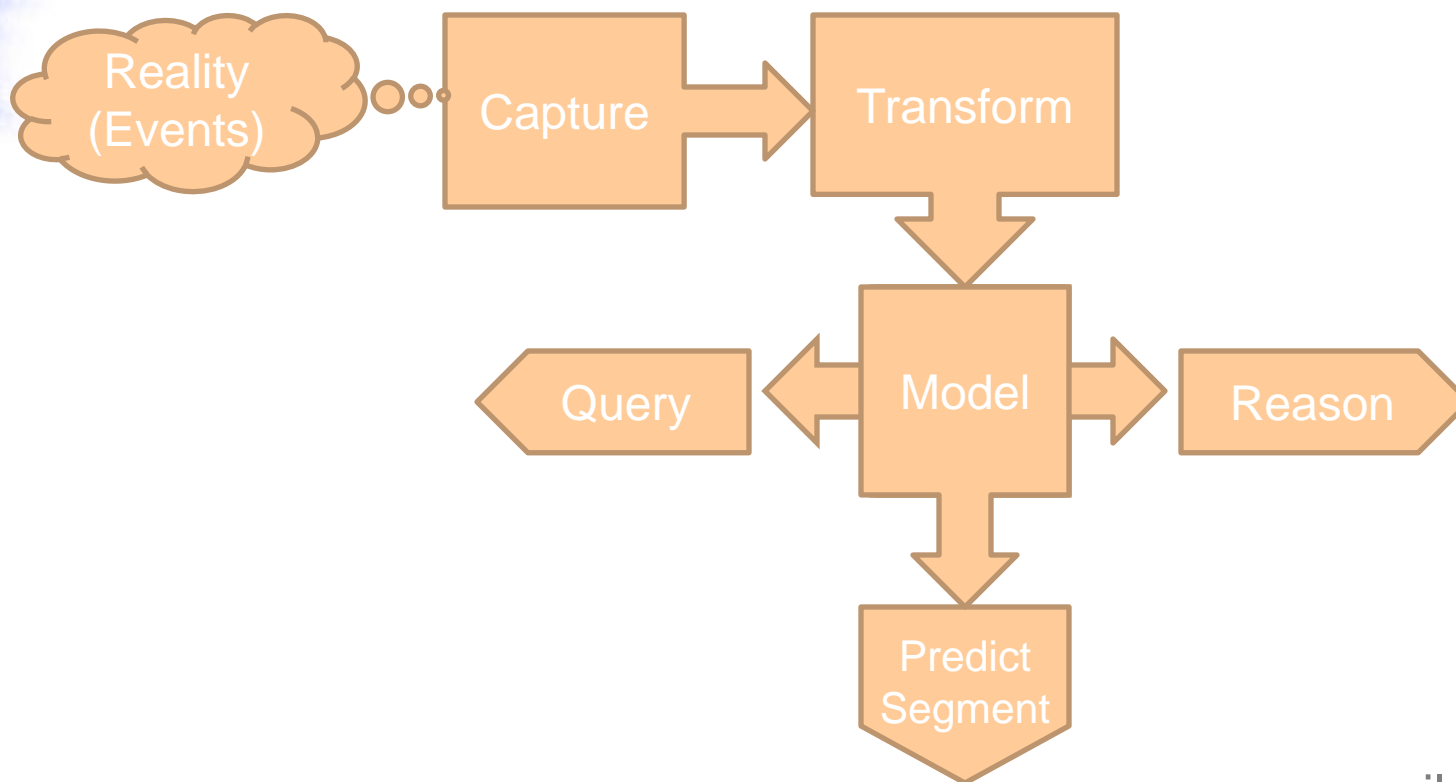 Reality
(Events)
Capture
Transform
Query
Model
Reason
Predict
Segment